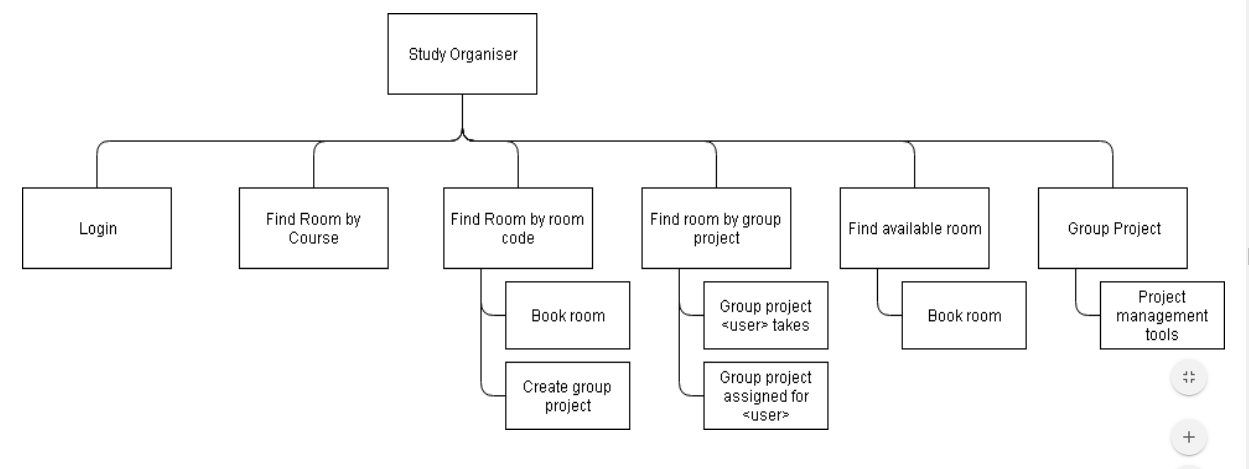 Study Organiser
Login
Find Room by
Course
Find Room by room
code
Find room by group
project
Find available room
Group Project
Book room
Create group
project
Group project
<user> takes
Group project
assigned for
<user>
Book room
Project
management
tools
+